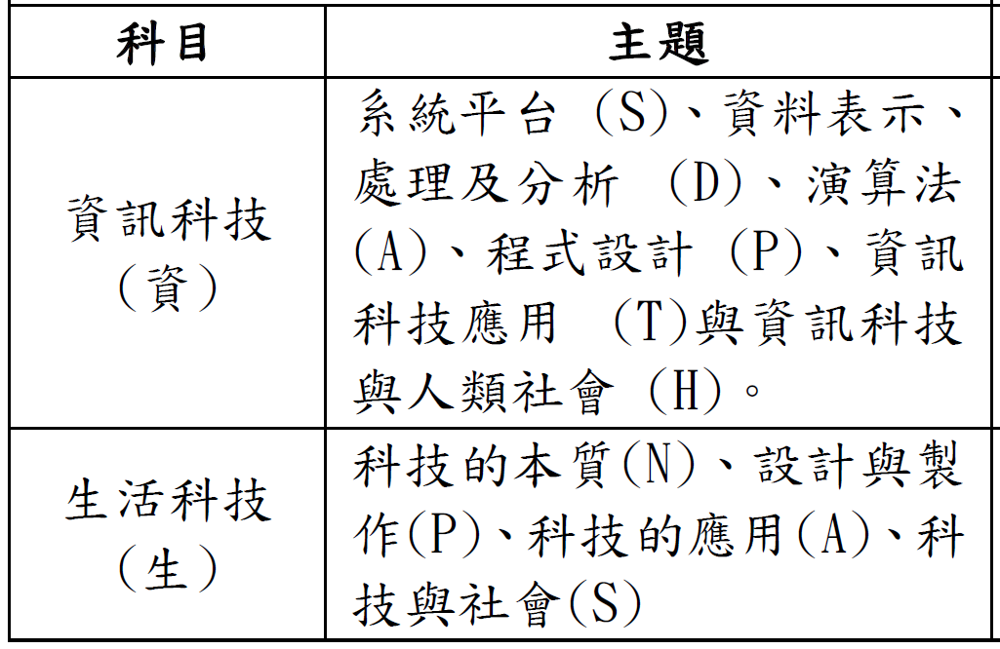 科目
主題
資訊科技
(資)
系統平台 (S)、資料表示、
處理及分析 (D)、演算法
(A)、程式設計 (P)、資訊
科技應用 (T)與資訊科技
與人類社會 (H)。
生活科技
(生)
科技的本質(N)、設計與製
作(P)、科技的應用(A)、科
技與社會(S)